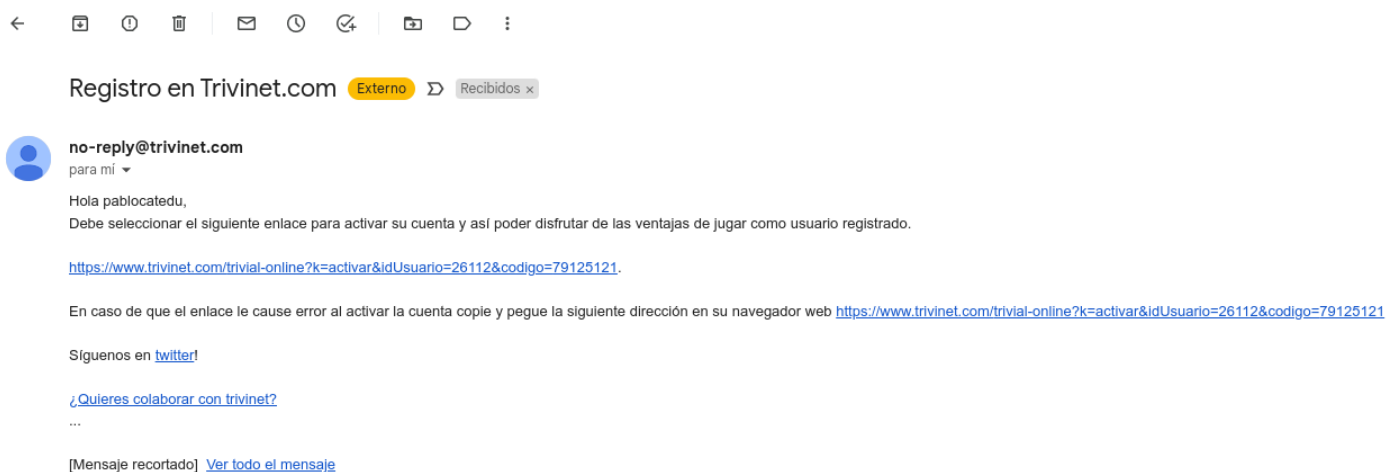 Registro en Trivinet.com Externo Recibidos ×
no-reply@trivinet.com
para mí
Hola pablocatedu,
Debe seleccionar el siguiente enlace para activar su cuenta y así poder disfrutar de las ventajas de jugar como usuario registrado.
https://www.trivinet.com/trivial-online?k=activar&idUsuario=26112&codigo=79125121.
En caso de que el enlace le cause error al activar la cuenta copie y pegue la siguiente dirección en su navegador web https://www.trivinet.com/trivial-online?k=activar&idUsuario=26112&codigo=79125121
Síguenos en twitter!
¿Quieres colaborar con trivinet?
...
[Mensaje recortado] Ver todo el mensaje